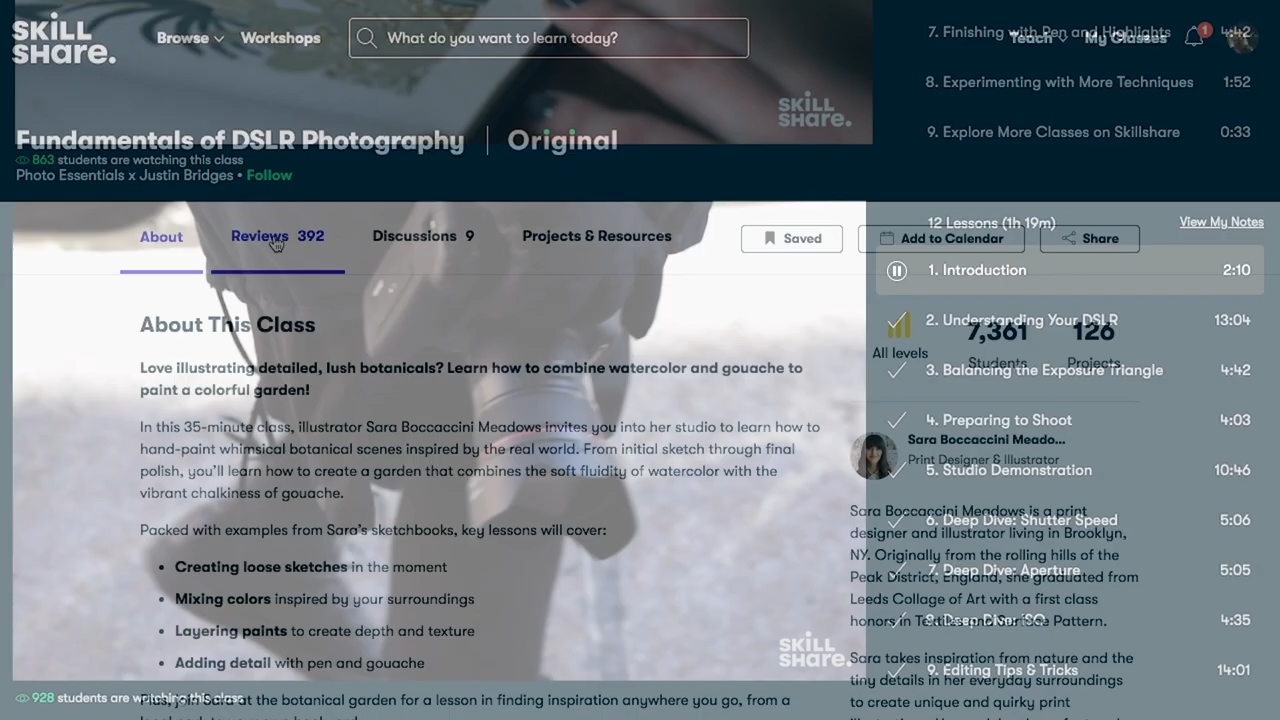 SKILL
SHARE.
Browse
Workshops
What do you want to learn today?
Teach
My Classes
1
7. Finishing with Pen and Highlights 4:42
8. Experimenting with More Techniques 1:52
9. Explore More Classes on Skillshare 0:33
SKILL
SHARE.
Fundamentals of DSLR Photography | Original
863 students are watching this class
Photo Essentials x Justin Bridges • Follow
12 Lessons (1h 19m)
View My Notes
About
Reviews 392
Discussions 9
Projects & Resources
Saved
Add to Calendar
Share
1. Introduction 2:10
2. Understanding Your DSLR 13:04
3. Balancing the Exposure Triangle 4:42
4. Preparing to Shoot 4:03
5. Studio Demonstration 10:46
6. Deep Dive: Shutter Speed 5:06
7. Deep Dive: Aperture 5:05
8. Deep Dive: ISO 4:35
9. Editing Tips & Tricks 14:01
All levels
7,361
Students
126
Projects
About This Class
Love illustrating detailed, lush botanicals? Learn how to combine watercolor and gouache to
paint a colorful garden!
In this 35-minute class, illustrator Sara Boccaccini Meadows invites you into her studio to learn how to
hand-paint whimsical botanical scenes inspired by the real world. From initial sketch through final
polish, you'll learn how to create a garden that combines the soft fluidity of watercolor with the
vibrant chalkiness of gouache.
Packed with examples from Sara's sketchbooks, key lessons will cover:
• Creating loose sketches in the moment
• Mixing colors inspired by your surroundings
• Layering paints to create depth and texture
• Adding detail with pen and gouache
Plus, join Sara at the botanical garden for a lesson in finding inspiration anywhere you go, from a
Sara Boccaccini Meado...
Print Designer & Illustrator
Sara Boccaccini Meadows is a print
designer and illustrator living in Brooklyn,
NY. Originally from the rolling hills of the
Peak District, England, she graduated from
Leeds Collage of Art with a first class
honors in Textiles and Surface Pattern.
Sara takes inspiration from nature and the
tiny details in her everyday surroundings
to create unique and quirky print
SKILL
SHARE.
928 students are watching this class